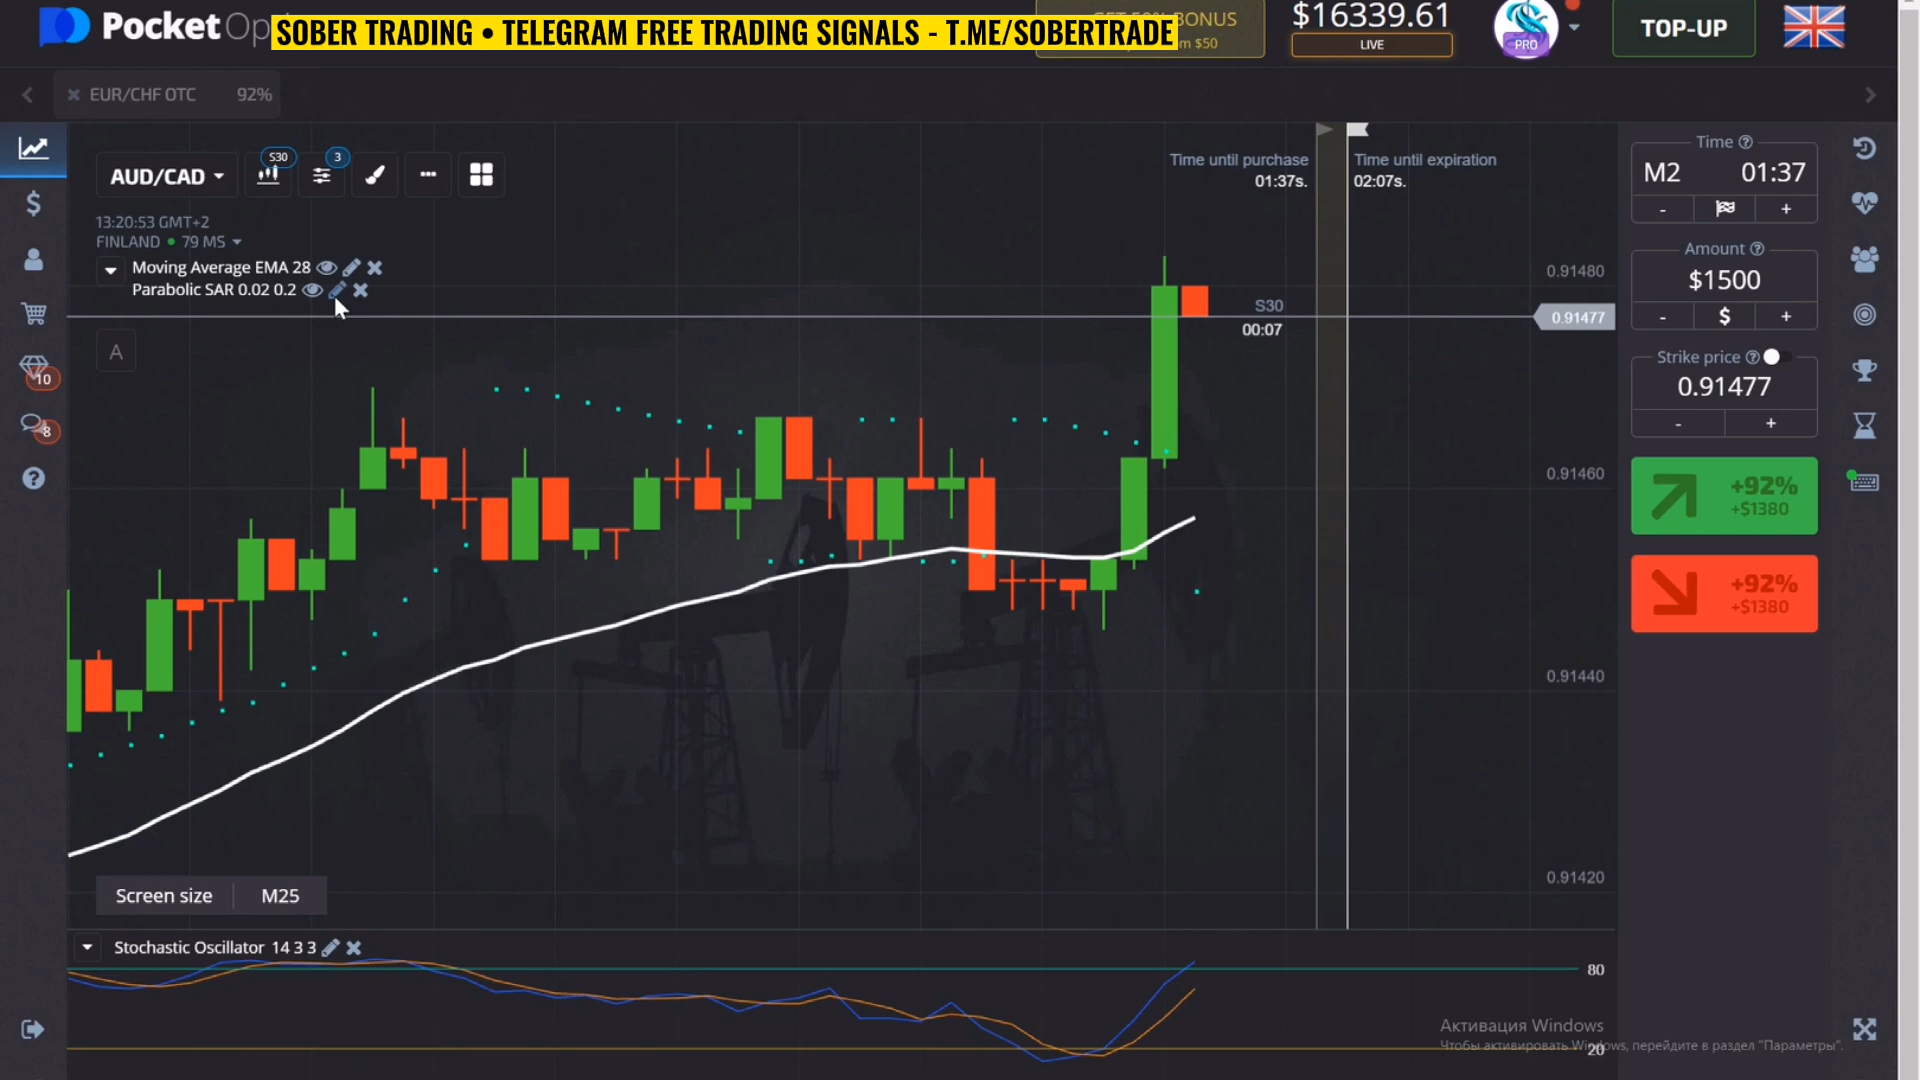 Pocket Op
SOBER TRADING • TELEGRAM FREE TRADING SIGNALS - T.ME/SOBERTRADE
BONUS
$50
$16339.61
LIVE
PRO
TOP-UP
EUR/CHF OTC 92%
AUD/CAD
S30
3
Time until purchase
01:37s.
Time until expiration
02:07s.
13:20:53 GMT+2
FINLAND • 79 MS
Moving Average EMA 28
Parabolic SAR 0.02 0.2
A
S30
00:07
0.91480
0.91477
0.91460
0.91440
0.91420
10
8
Screen size M25
Stochastic Oscillator 14 3 3
80
20
Time
M2 01:37
- +
Amount
$1500
- $ +
Strike price
0.91477
- +
+92%
+$1380
+92%
+$1380
Активация Windows
Чтобы активировать Windows, перейдите в раздел "Параметры".